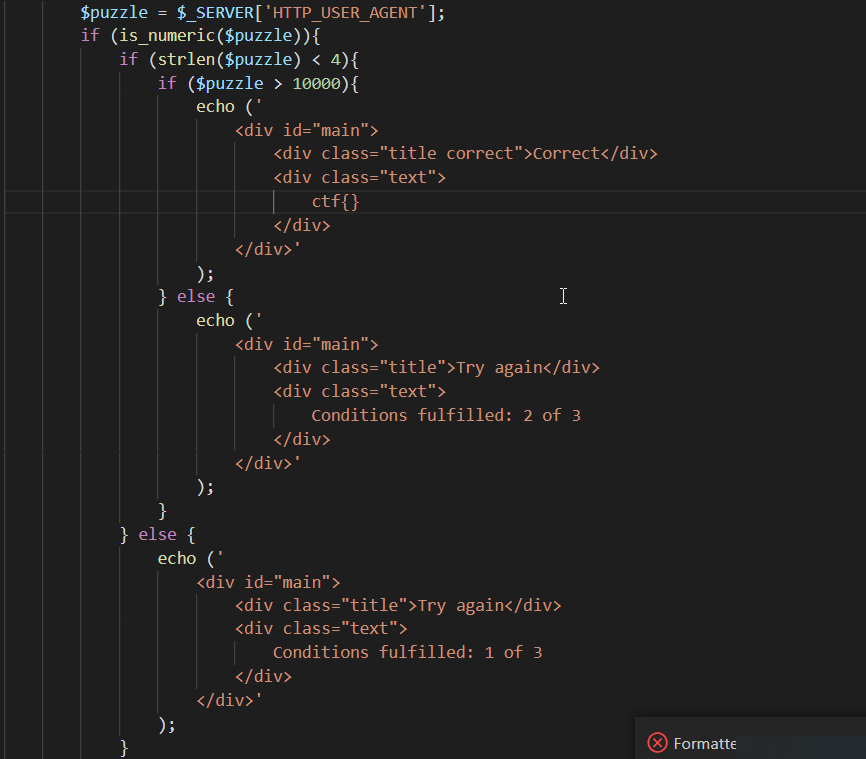 $puzzle = $_SERVER['HTTP_USER_AGENT'];
if (is_numeric($puzzle)){
if (strlen($puzzle) < 4){
if ($puzzle > 10000){
echo ('
<div id="main">
<div class="title correct">Correct</div>
<div class="text">
ctf{}
</div>
</div>'
);
} else {
echo ('
<div id="main">
<div class="title">Try again</div>
<div class="text">
Conditions fulfilled: 2 of 3
</div>
</div>'
);
}
} else {
echo ('
<div id="main">
<div class="title">Try again</div>
<div class="text">
Conditions fulfilled: 1 of 3
</div>
</div>'
);
}
Formatte